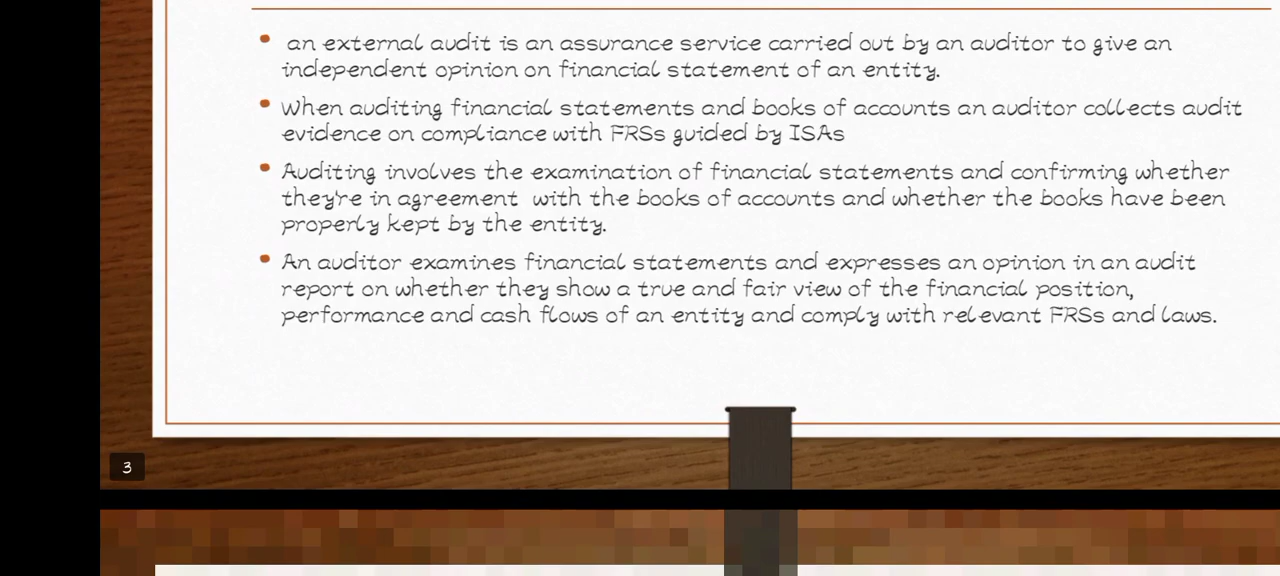 • an external audit is an assurance service carried out by an auditor to give an
independent opinion on financial statement of an entity.
• When auditing financial statements and books of accounts an auditor collects audit
evidence on compliance with FRSs guided by ISAs
• Auditing involves the examination of financial statements and confirming whether
they're in agreement with the books of accounts and whether the books have been
properly kept by the entity.
• An auditor examines financial statements and expresses an opinion in an audit
report on whether they show a true and fair view of the financial position,
performance and cash flows of an entity and comply with relevant FRSs and laws.
3